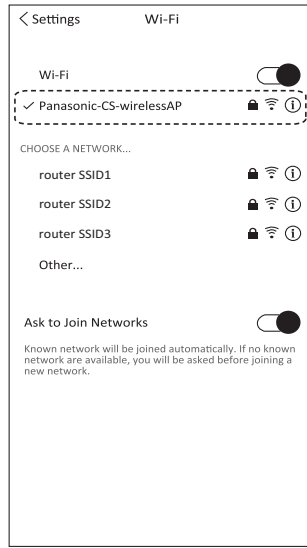 Settings Wi-Fi
Wi-Fi
Panasonic-CS-wirelessAP
CHOOSE A NETWORK...
router SSID1
router SSID2
router SSID3
Other...
Ask to Join Networks
Known network will be joined automatically. If no known
network are available, you will be asked before joining a
new network.